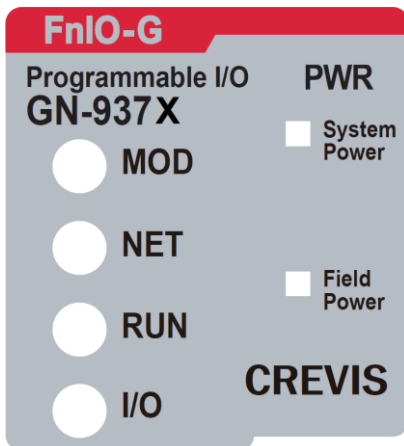 FnIO-G
Programmable I/O
GN-937X
MOD
NET
RUN
I/O
PWR
System
Power
Field
Power
CREVIS